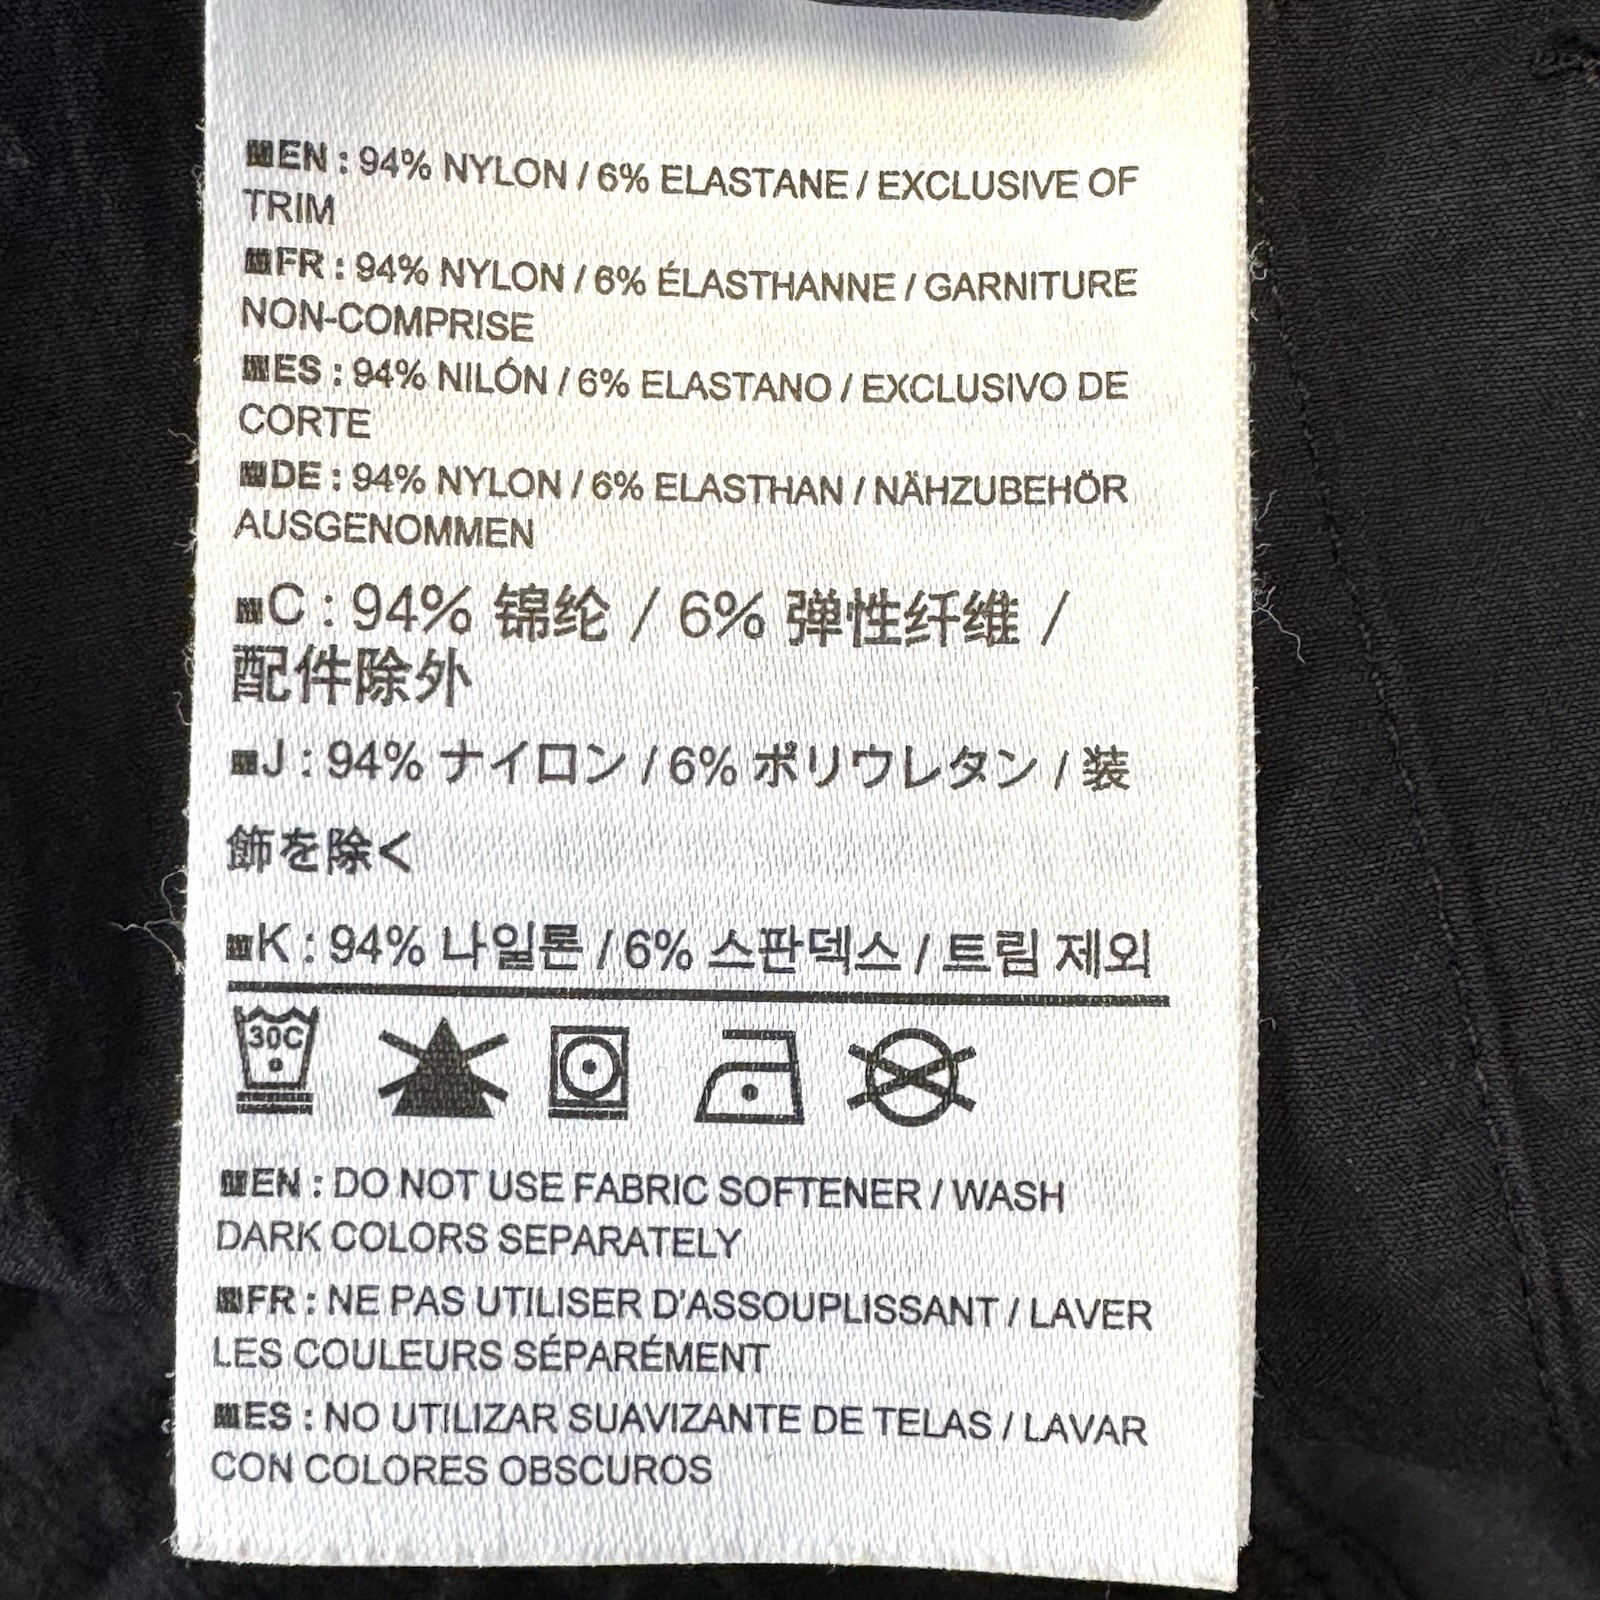 EN : 94% NYLON / 6% ELASTANE / EXCLUSIVE OF
TRIM
FR : 94% NYLON / 6% ÉLASTHANNE / GARNITURE
NON-COMPRISE
ES : 94% NILÓN / 6% ELASTANO / EXCLUSIVO DE
CORTE
DE : 94% NYLON / 6% ELASTHAN / NÄHZUBEHÖR
AUSGENOMMEN
C : 94% 锦纶 / 6% 弹性纤维 /
配件除外
J : 94% ナイロン / 6% ポリウレタン / 装
飾を除く
K : 94% 나일론 / 6% 스판덱스 / 트림 제외
30C
EN : DO NOT USE FABRIC SOFTENER / WASH
DARK COLORS SEPARATELY
FR : NE PAS UTILISER D'ASSOUPLISSANT / LAVER
LES COULEURS SÉPARÉMENT
ES : NO UTILIZAR SUAVIZANTE DE TELAS / LAVAR
CON COLORES OBSCUROS